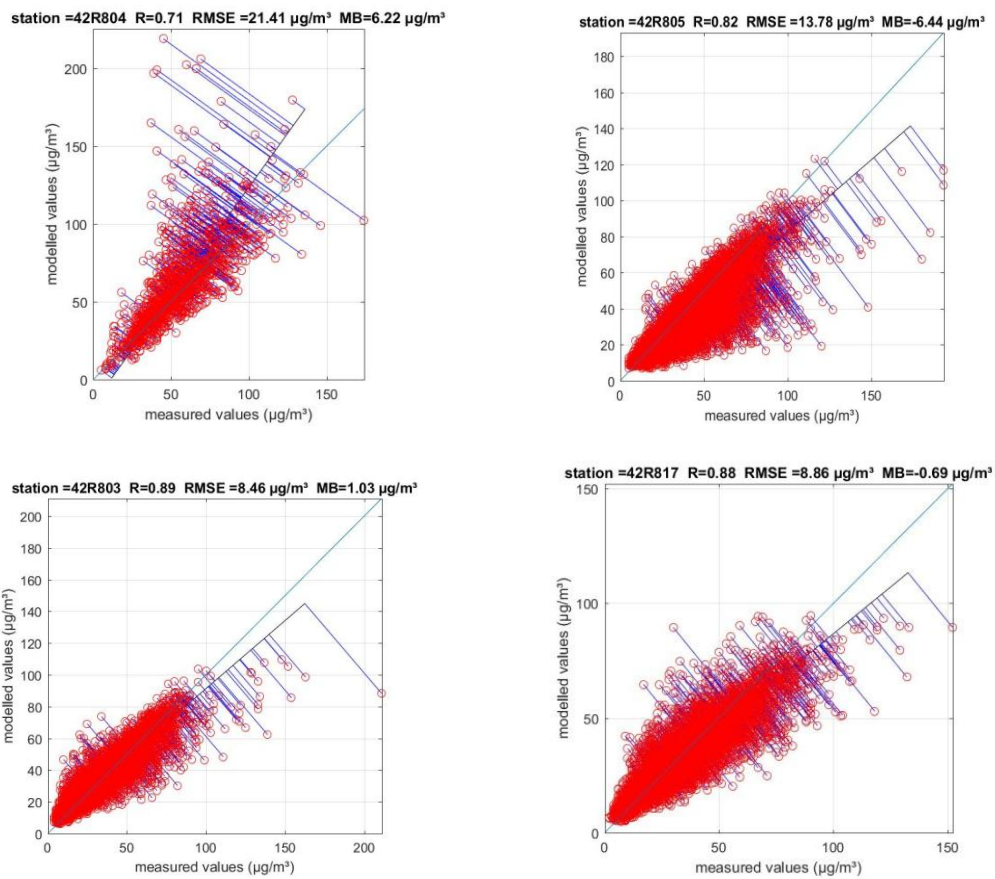 station =42R804 R=0.71 RMSE =21.41 µg/m³ MB=6.22 µg/m³
200
150
100
50
0
0 50 100 150
modelled values (µg/m³)
measured values (µg/m³)
station =42R805 R=0.82 RMSE =13.78 µg/m³ MB=-6.44 µg/m³
180
160
140
120
100
80
60
40
20
0
0 50 100 150
modelled values (µg/m³)
measured values (µg/m³)
station =42R803 R=0.89 RMSE =8.46 µg/m³ MB=1.03 µg/m³
200
180
160
140
120
100
80
60
40
20
0
0 50 100 150 200
modelled values (µg/m³)
measured values (µg/m³)
station =42R817 R=0.88 RMSE =8.86 µg/m³ MB=-0.69 µg/m³
150
100
50
0
0 50 100 150
modelled values (µg/m³)
measured values (µg/m³)